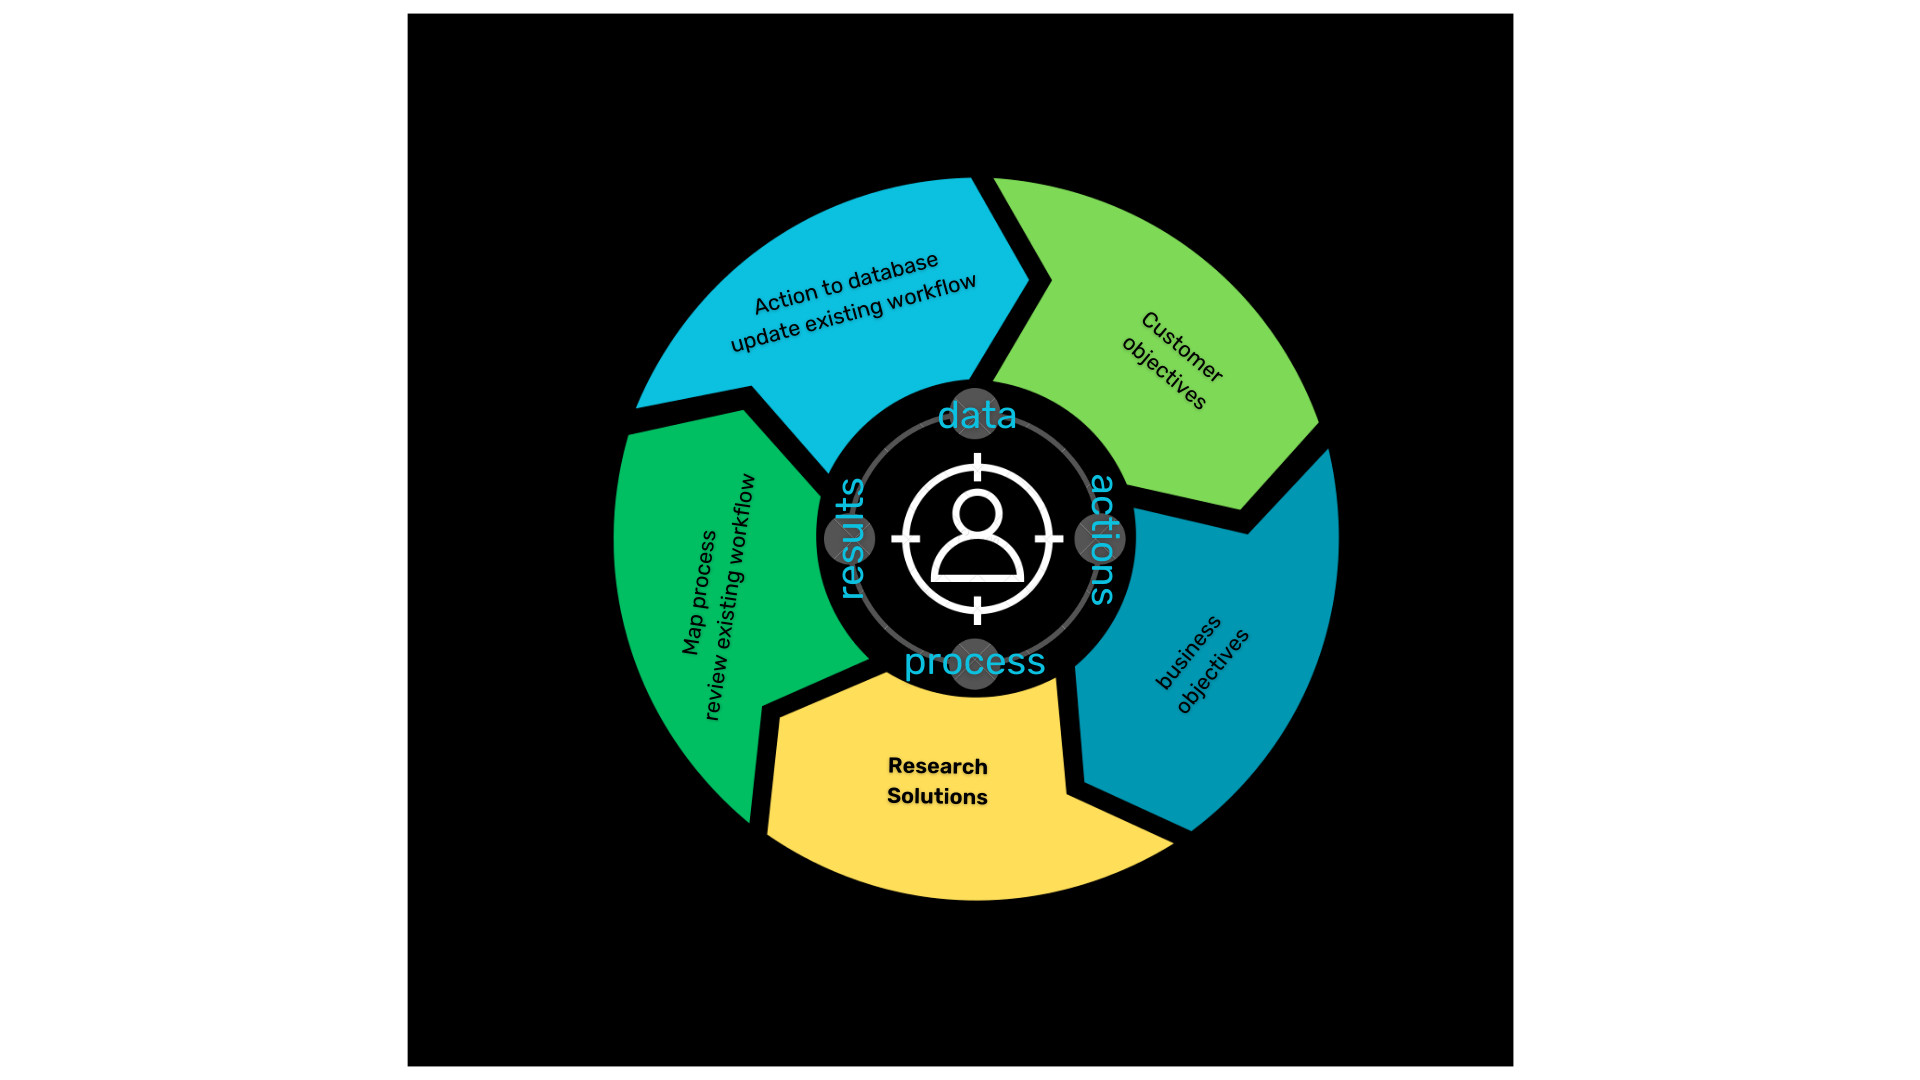 Action to database
update existing workflow
Customer
objectives
data
results
actions
process
Map process
review existing workflow
business
objectives
Research
Solutions